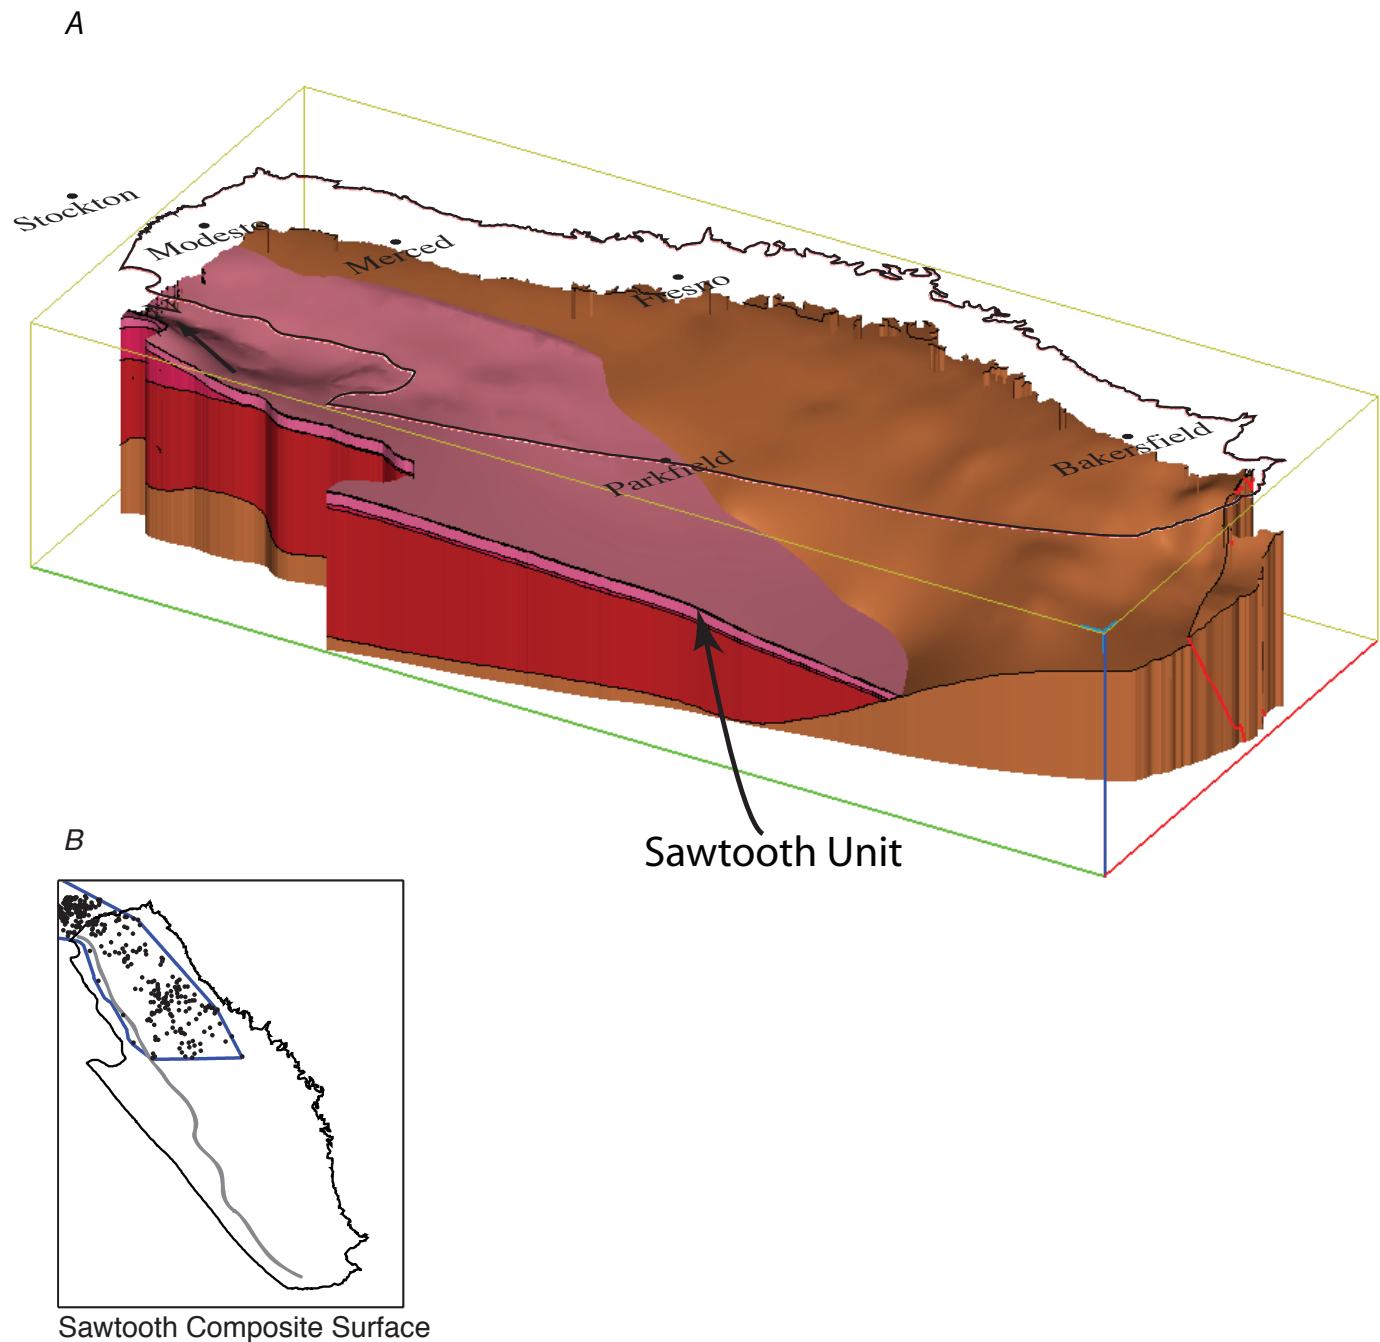 A
Stockton
Modesto
Merced
Fresno
Parkfield
Bakersfield
Sawtooth Unit
B
Sawtooth Composite Surface